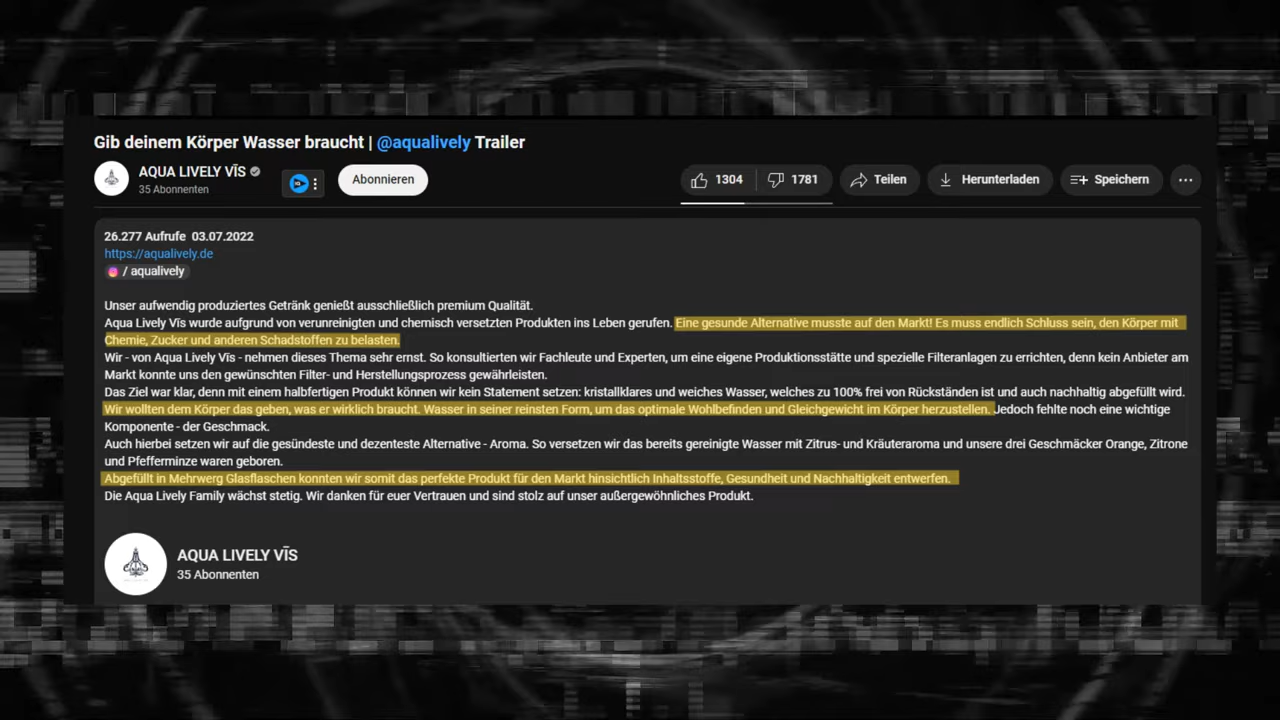 Gib deinem Körper Wasser braucht | @aqualively Trailer
AQUA LIVELY VĪS
35 Abonnenten
Abonnieren
1304
1781
Teilen
Herunterladen
Speichern
26.277 Aufrufe 03.07.2022
https://aqualively.de
/ aqualively
Unser aufwendig produziertes Getränk genießt ausschließlich premium Qualität.
Aqua Lively Vīs wurde aufgrund von verunreinigten und chemisch versetzten Produkten ins Leben gerufen. Eine gesunde Alternative musste auf den Markt! Es muss endlich Schluss sein, den Körper mit
Chemie, Zucker und anderen Schadstoffen zu belasten.
Wir - von Aqua Lively Vīs - nehmen dieses Thema sehr ernst. So konsultierten wir Fachleute und Experten, um eine eigene Produktionsstätte und spezielle Filteranlagen zu errichten, denn kein Anbieter am
Markt konnte uns den gewünschten Filter- und Herstellungsprozess gewährleisten.
Das Ziel war klar, denn mit einem halbfertigen Produkt können wir kein Statement setzen: kristallklares und weiches Wasser, welches zu 100% frei von Rückständen ist und auch nachhaltig abgefüllt wird.
Wir wollten dem Körper das geben, was er wirklich braucht. Wasser in seiner reinsten Form, um das optimale Wohlbefinden und Gleichgewicht im Körper herzustellen. Jedoch fehlte noch eine wichtige
Komponente - der Geschmack.
Auch hierbei setzen wir auf die gesündeste und dezenteste Alternative - Aroma. So versetzen wir das bereits gereinigte Wasser mit Zitrus- und Kräuteraroma und unsere drei Geschmäcker Orange, Zitrone
und Pfefferminze waren geboren.
Abgefüllt in Mehrwerg Glasflaschen konnten wir somit das perfekte Produkt für den Markt hinsichtlich Inhaltsstoffe, Gesundheit und Nachhaltigkeit entwerfen.
Die Aqua Lively Family wächst stetig. Wir danken für euer Vertrauen und sind stolz auf unser außergewöhnliches Produkt.
AQUA LIVELY VĪS
35 Abonnenten